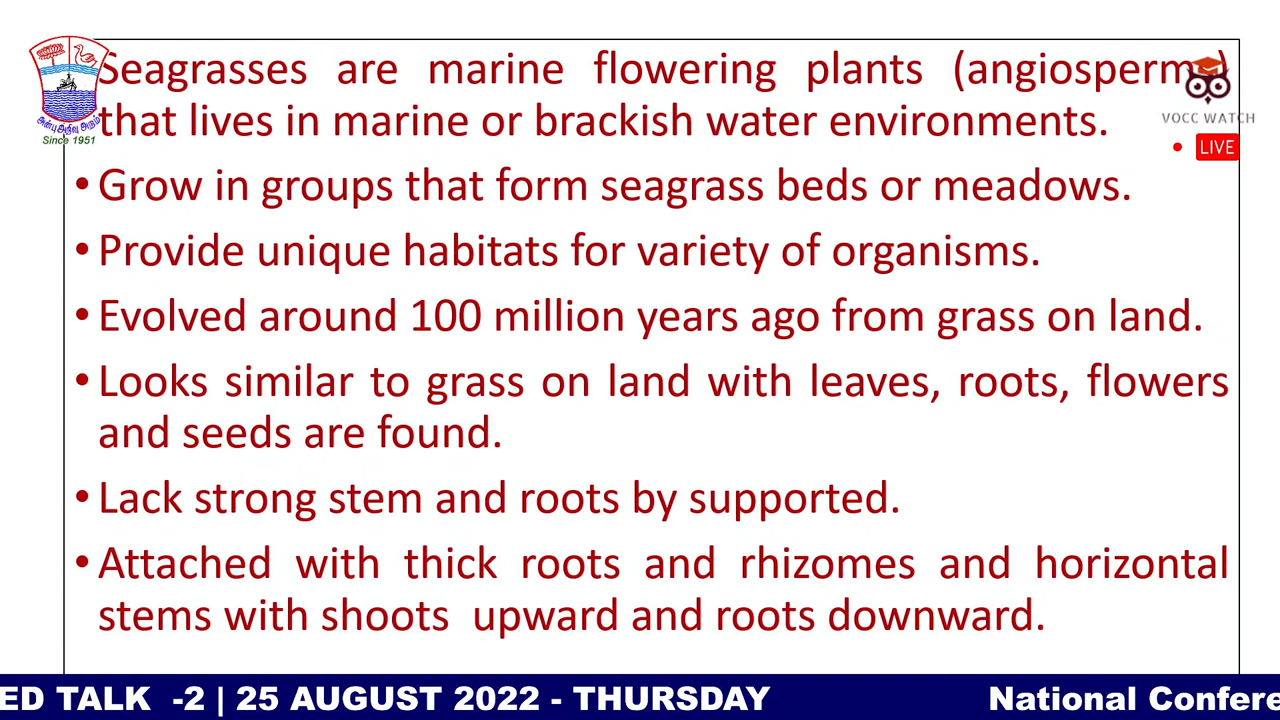 Seagrasses are marine flowering plants (angiosperms)
that lives in marine or brackish water environments.
• Grow in groups that form seagrass beds or meadows.
• Provide unique habitats for variety of organisms.
• Evolved around 100 million years ago from grass on land.
• Looks similar to grass on land with leaves, roots, flowers
and seeds are found.
• Lack strong stem and roots by supported.
• Attached with thick roots and rhizomes and horizontal
stems with shoots upward and roots downward.
அன்பு அறிவு அறம்
Since 1951
VOCC WATCH
• LIVE
ED TALK -2 | 25 AUGUST 2022 - THURSDAY
National Confere